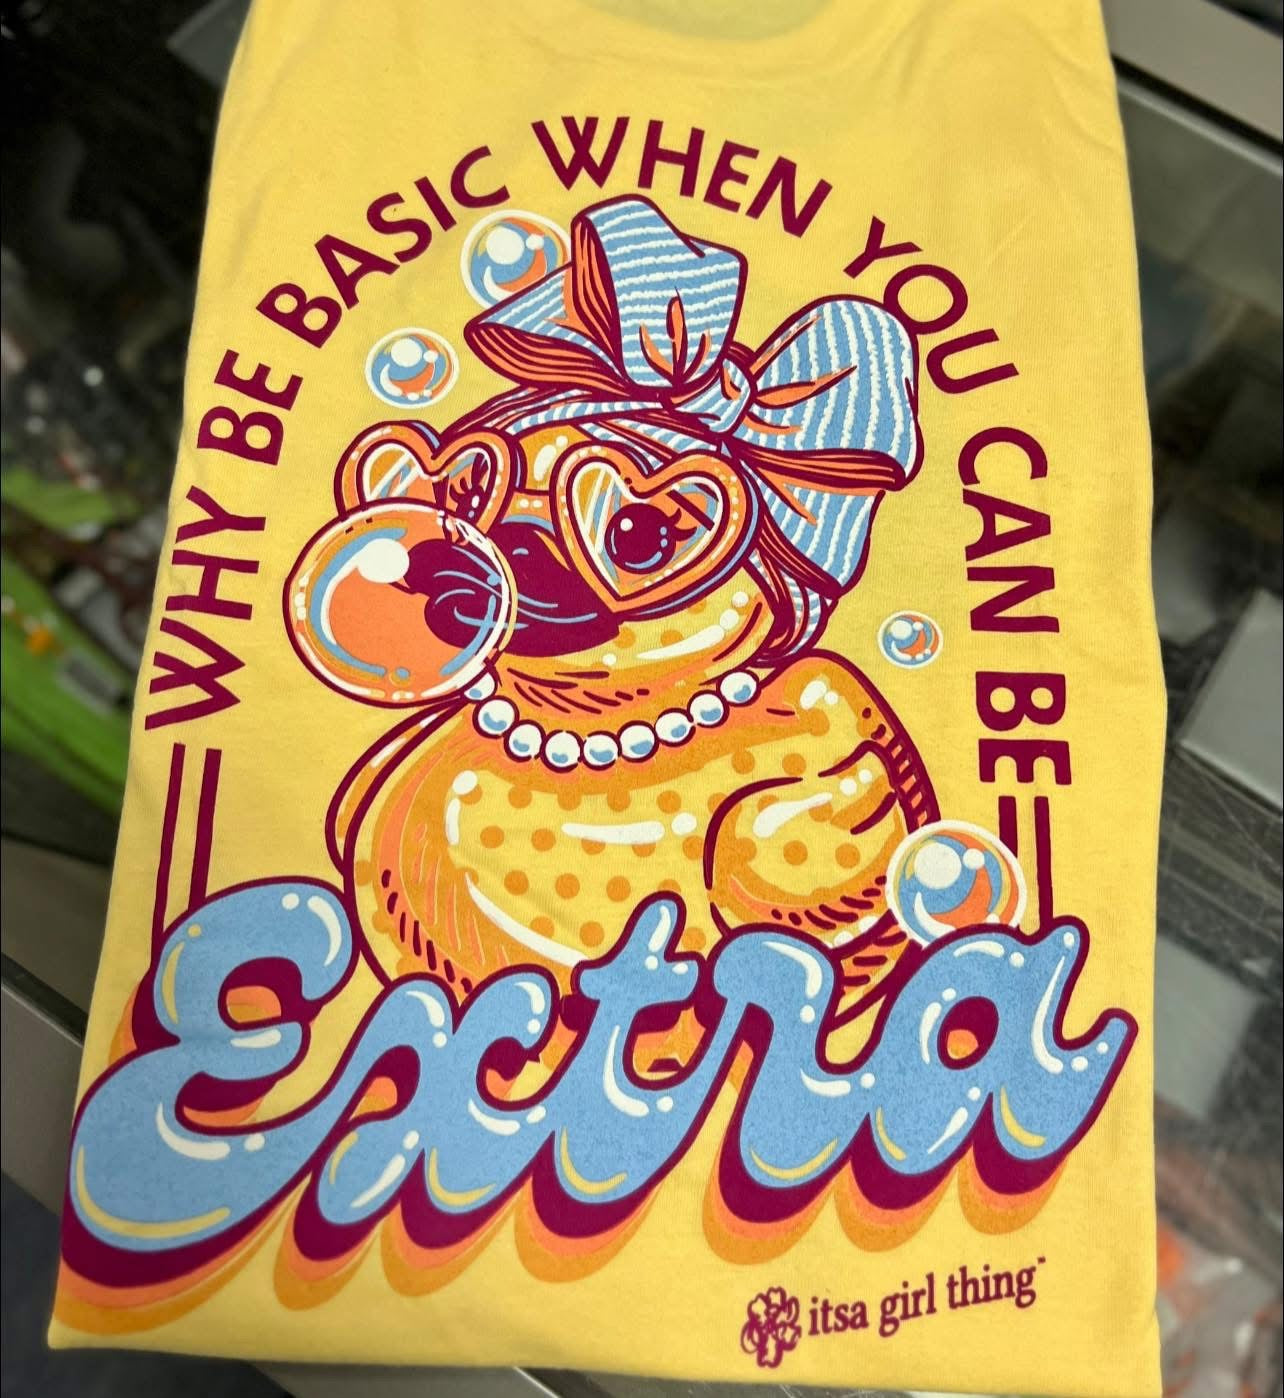 WHY BE BASIC WHEN YOU CAN BE
Extra
itsa girl thing